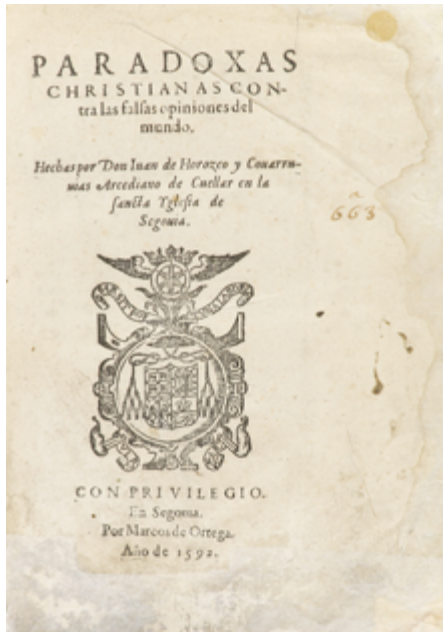 PARADOXAS
CHRISTIANAS CON-
tra las falsas opiniones del
mundo.
Hechas por Don Iuan de Horozco y Couarru-
uias Arcediano de Cuellar en la
sancta Yglesia de
Segouia.
668
CON PRIVILEGIO.
En Segouia.
Por Marcos de Ortega.
Año de 1592.